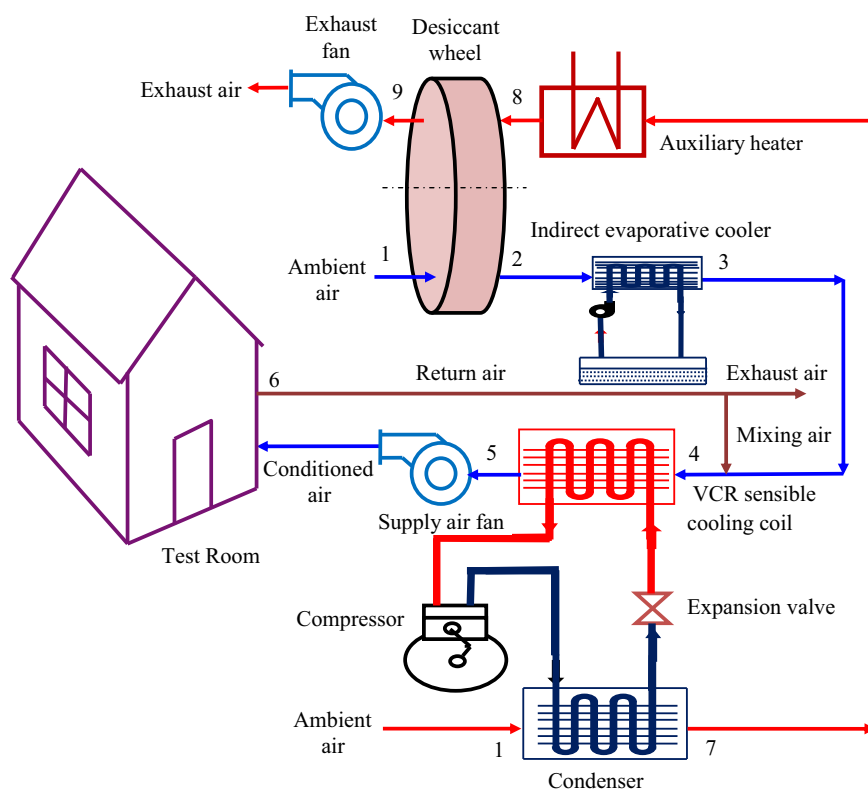 Exhaust
fan
Desiccant
wheel
Exhaust air
9
8
Auxiliary heater
Indirect evaporative cooler
1
2
3
Ambient
air
6
Return air
Exhaust air
Mixing air
5
4
Conditioned
air
Supply air fan
VCR sensible
cooling coil
Test Room
Compressor
Expansion valve
Ambient
air
1
7
Condenser